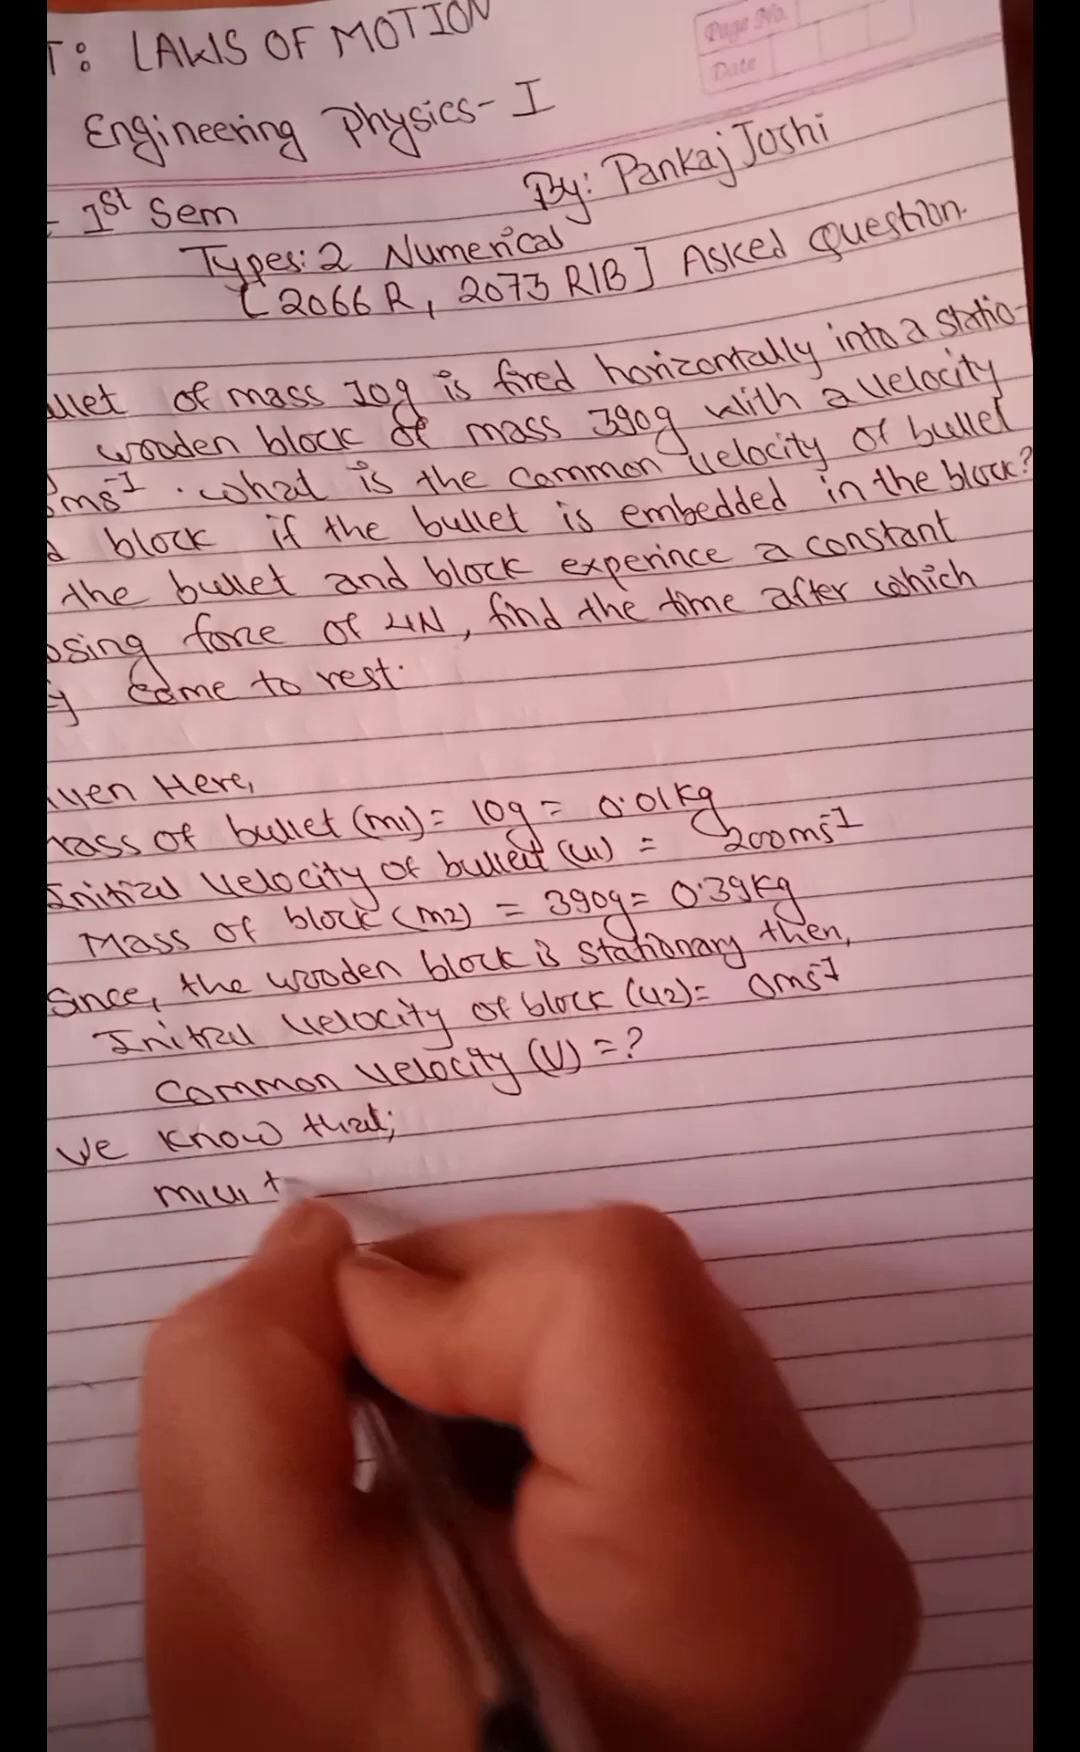 T: LAWS OF MOTION
Page No.
Date
Engineering Physics-I
1st Sem
By: Pankaj Joshi
Types: 2 Numerical
[2066 R, 2073 R/B] Asked Question.
llet of mass 10g is fired horizontally into a statio-
wooden block of mass 390g with a velocity
ms-1. what is the common velocity of bullet
d block if the bullet is embedded in the block?
the bullet and block experince a constant
osing force of 4N, find the time after which
y came to rest.
iven Here,
mass of bullet (m1) = 10g = 0.01kg
Initial velocity of bullet (u1) = 200ms-1
Mass of block (m2) = 390g = 0.39kg
Since, the wooden block is stationary then,
Initial velocity of block (u2) = 0ms-1
Common velocity (V) = ?
we know that;
m1u1 +